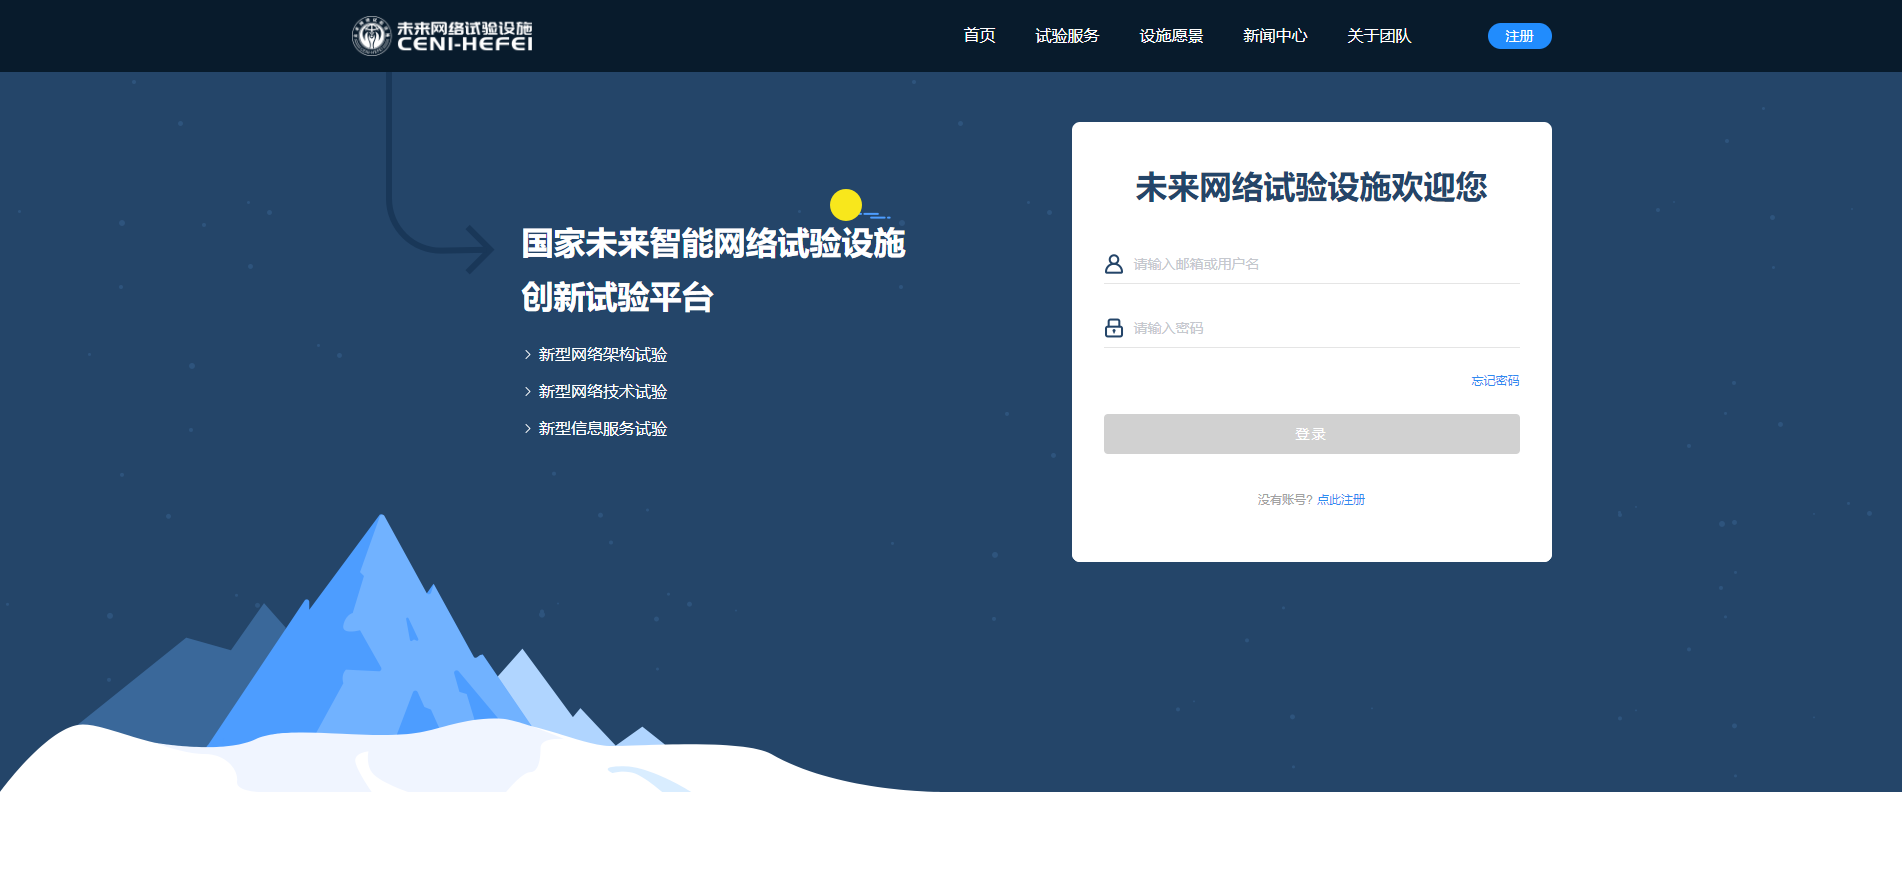 未来网络试验设施
CENI-HEFEI
首页
试验服务
设施愿景
新闻中心
关于团队
注册
国家未来智能网络试验设施
创新试验平台
新型网络架构试验
新型网络技术试验
新型信息服务试验
未来网络试验设施欢迎您
请输入邮箱或用户名
请输入密码
忘记密码
登录
没有账号? 点此注册